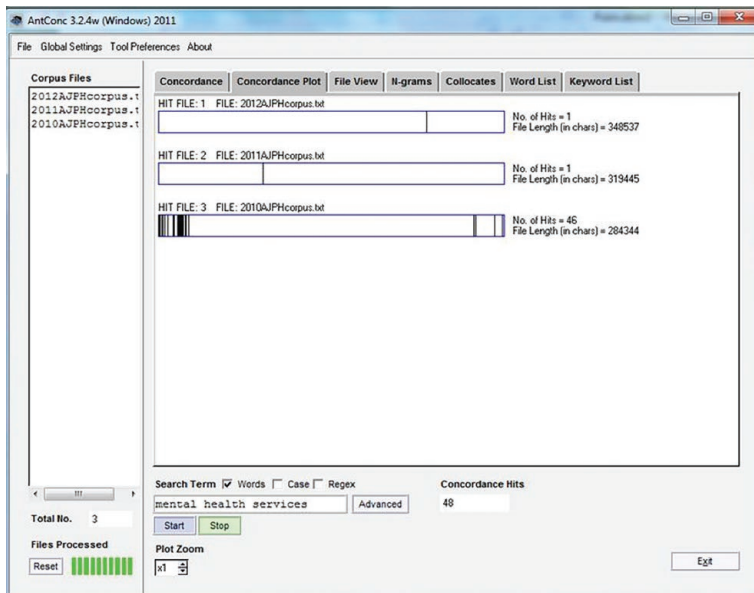 AntConc 3.2.4w (Windows) 2011
File Global Settings Tool Preferences About
Corpus Files
2012AJPHcorpus.t
2011AJPHcorpus.t
2010AJPHcorpus.t
Total No. 3
Files Processed
Reset
Concordance Concordance Plot File View N-grams Collocates Word List Keyword List
HIT FILE: 1 FILE: 2012AJPHcorpus.txt
No. of Hits = 1
File Length (in chars) = 348537
HIT FILE: 2 FILE: 2011AJPHcorpus.txt
No. of Hits = 1
File Length (in chars) = 319445
HIT FILE: 3 FILE: 2010AJPHcorpus.txt
No. of Hits = 46
File Length (in chars) = 284344
Search Term Words Case Regex
Concordance Hits
mental health services Advanced
48
Start Stop
Plot Zoom
x1
Exit